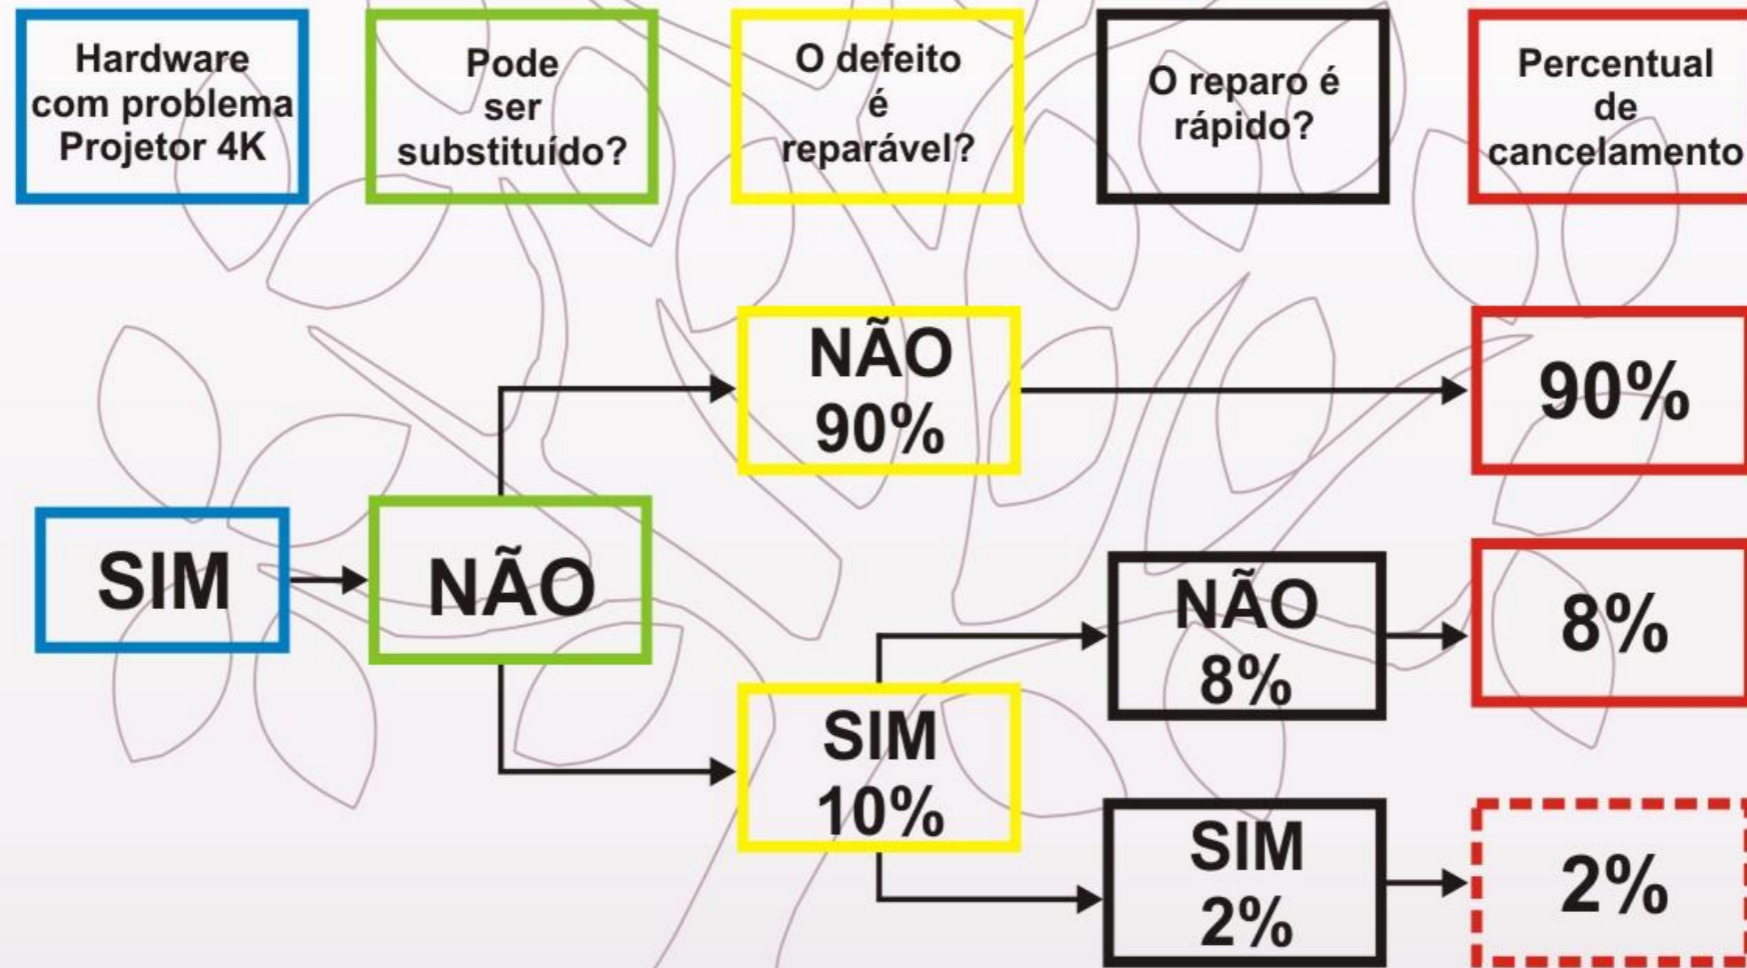 Hardware
com problema
Projetor 4K
Pode
ser
substituído?
O defeito
é
reparável?
O reparo é
rápido?
Percentual
de
cancelamento
NÃO
90%
90%
SIM
NÃO
NÃO
8%
8%
SIM
10%
SIM
2%
2%